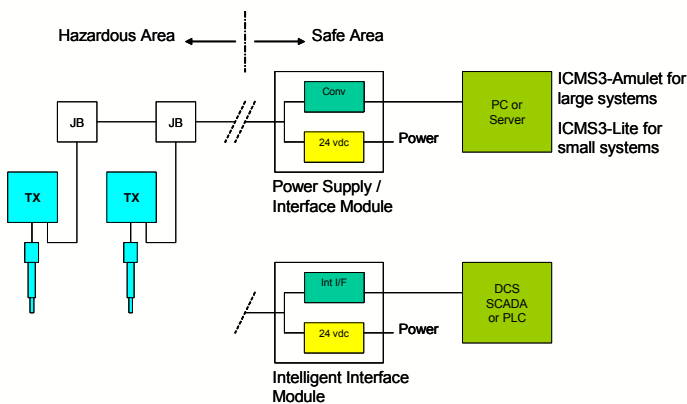 Hazardous Area
Safe Area
ICMS3-Amulet for
large systems
ICMS3-Lite for
small systems
Conv
PC or
Server
JB
JB
24 vdc
Power
TX
TX
Power Supply /
Interface Module
Int I/F
DCS
SCADA
or PLC
24 vdc
Power
Intelligent Interface
Module